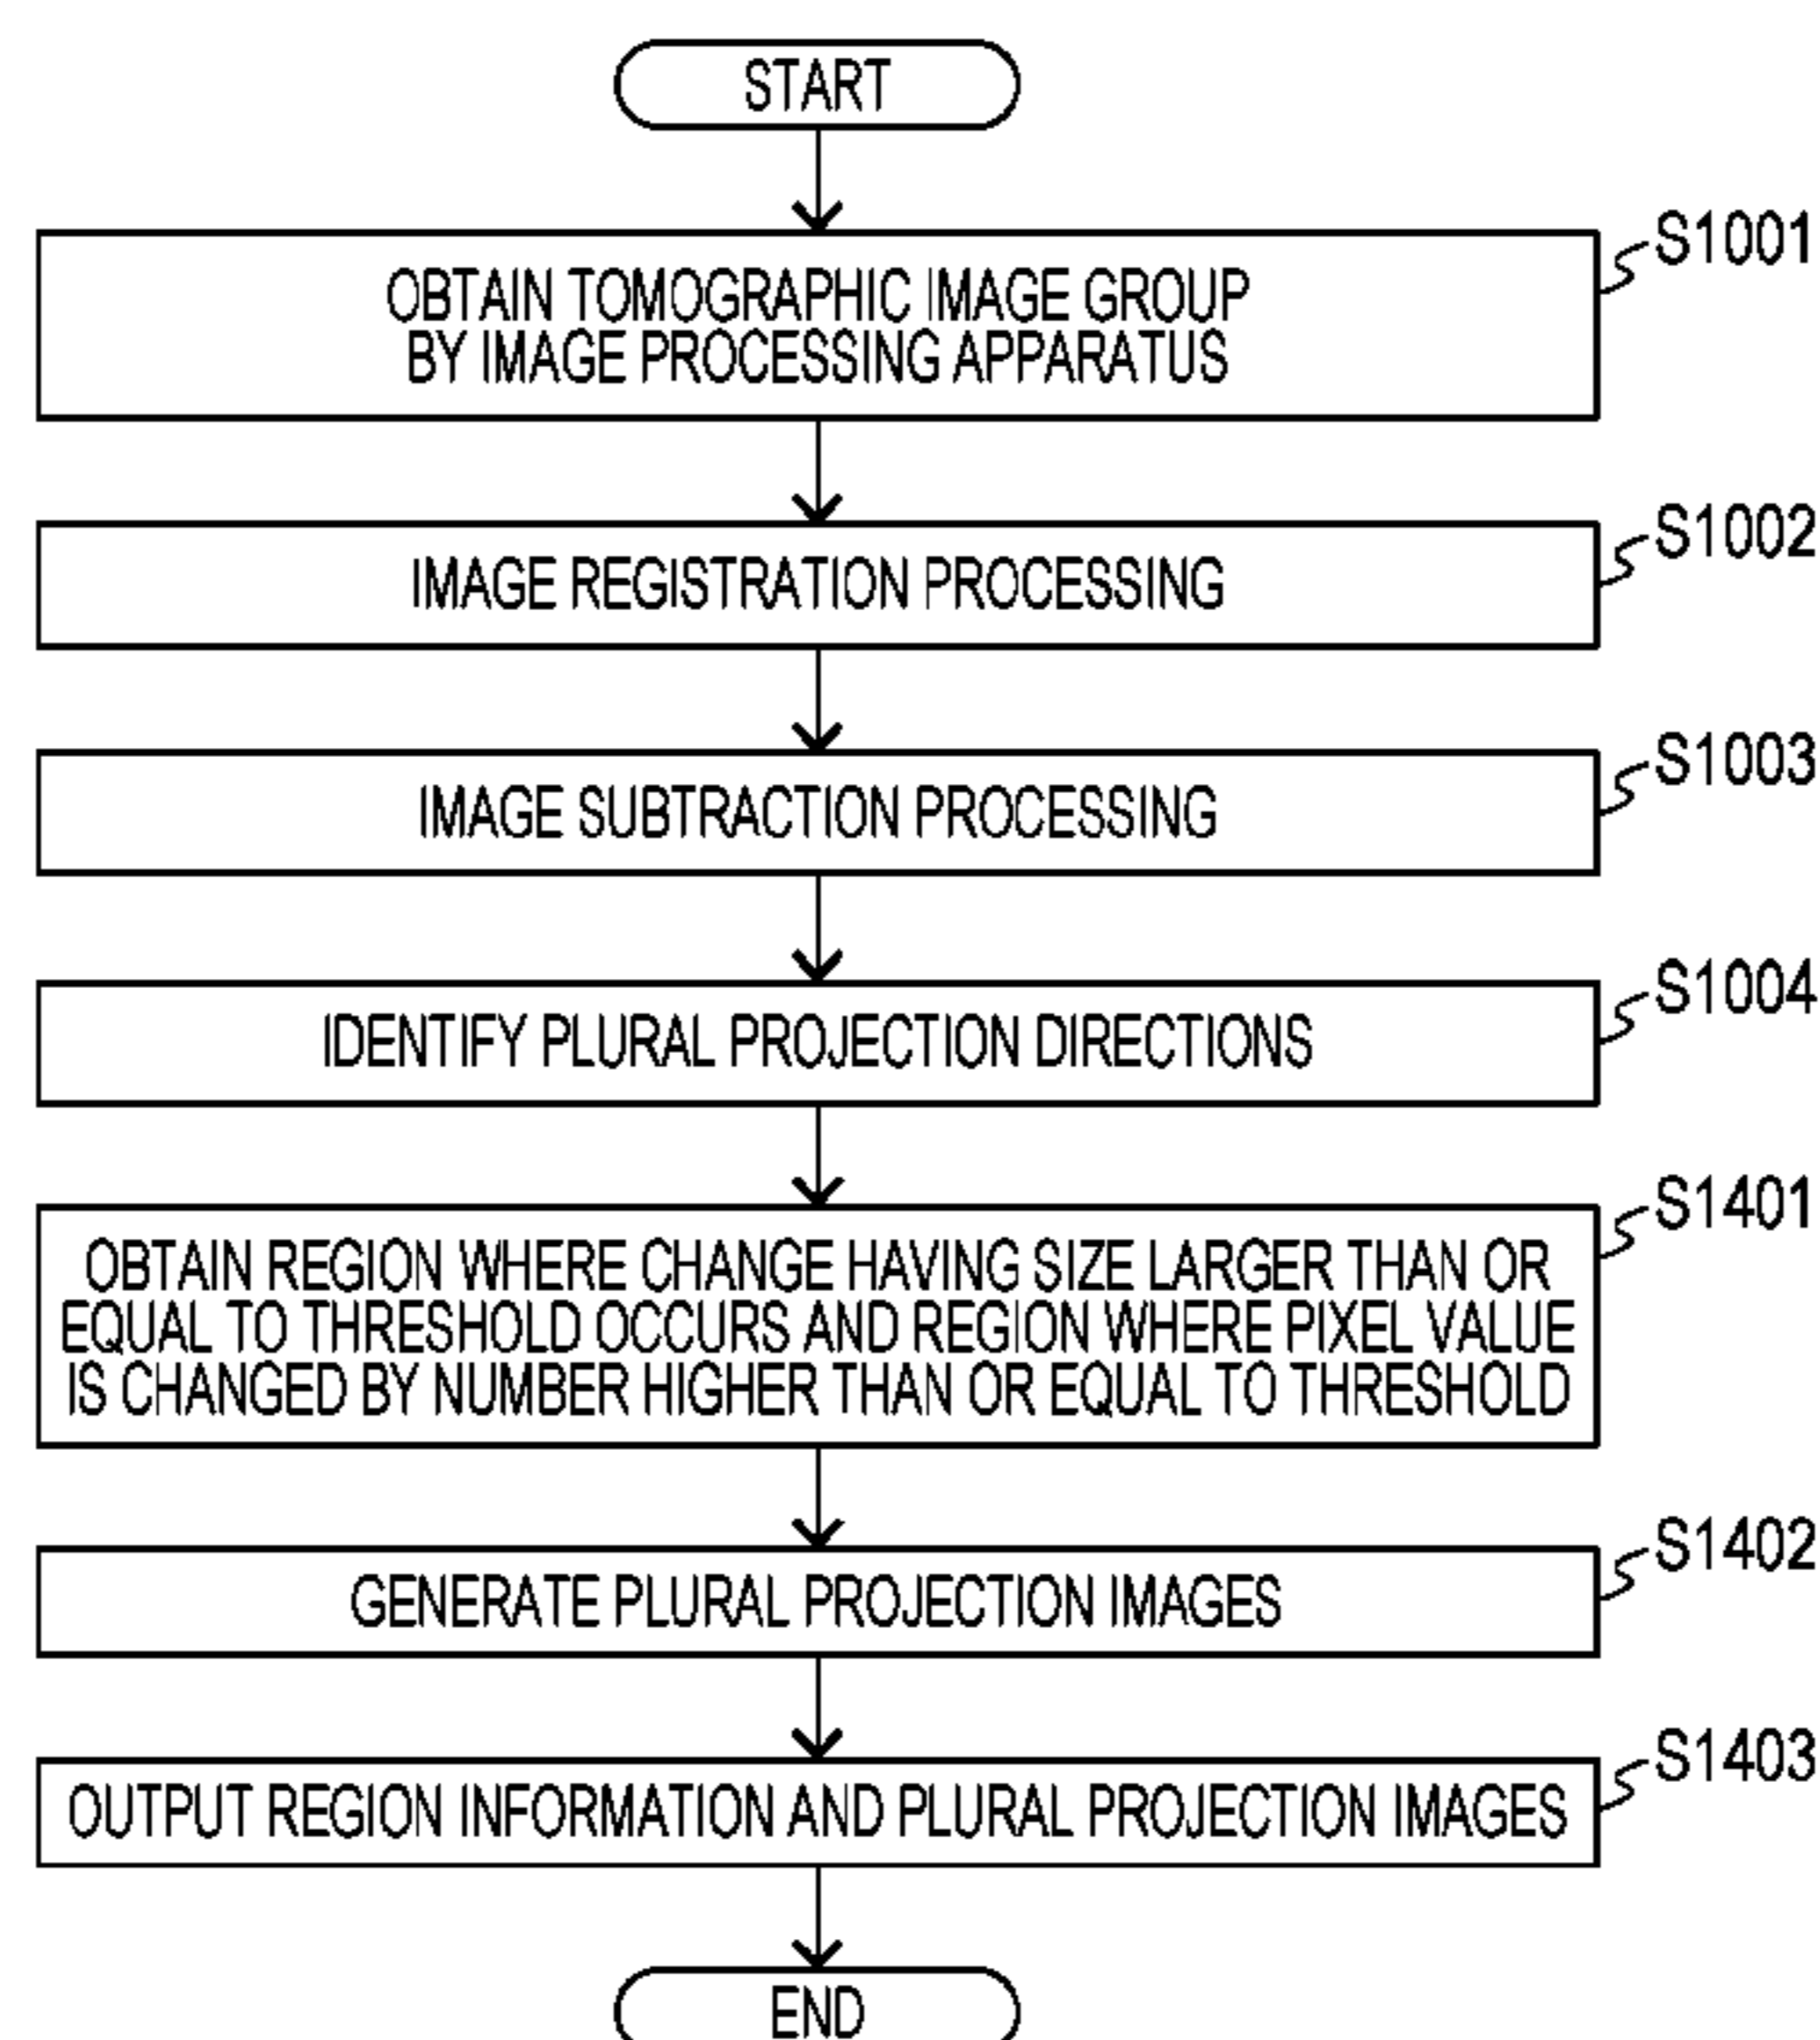 START
S1001
OBTAIN TOMOGRAPHIC IMAGE GROUP
BY IMAGE PROCESSING APPARATUS
S1002
IMAGE REGISTRATION PROCESSING
S1003
IMAGE SUBTRACTION PROCESSING
S1004
IDENTIFY PLURAL PROJECTION DIRECTIONS
S1401
OBTAIN REGION WHERE CHANGE HAVING SIZE LARGER THAN OR
EQUAL TO THRESHOLD OCCURS AND REGION WHERE PIXEL VALUE
IS CHANGED BY NUMBER HIGHER THAN OR EQUAL TO THRESHOLD
S1402
GENERATE PLURAL PROJECTION IMAGES
S1403
OUTPUT REGION INFORMATION AND PLURAL PROJECTION IMAGES
END